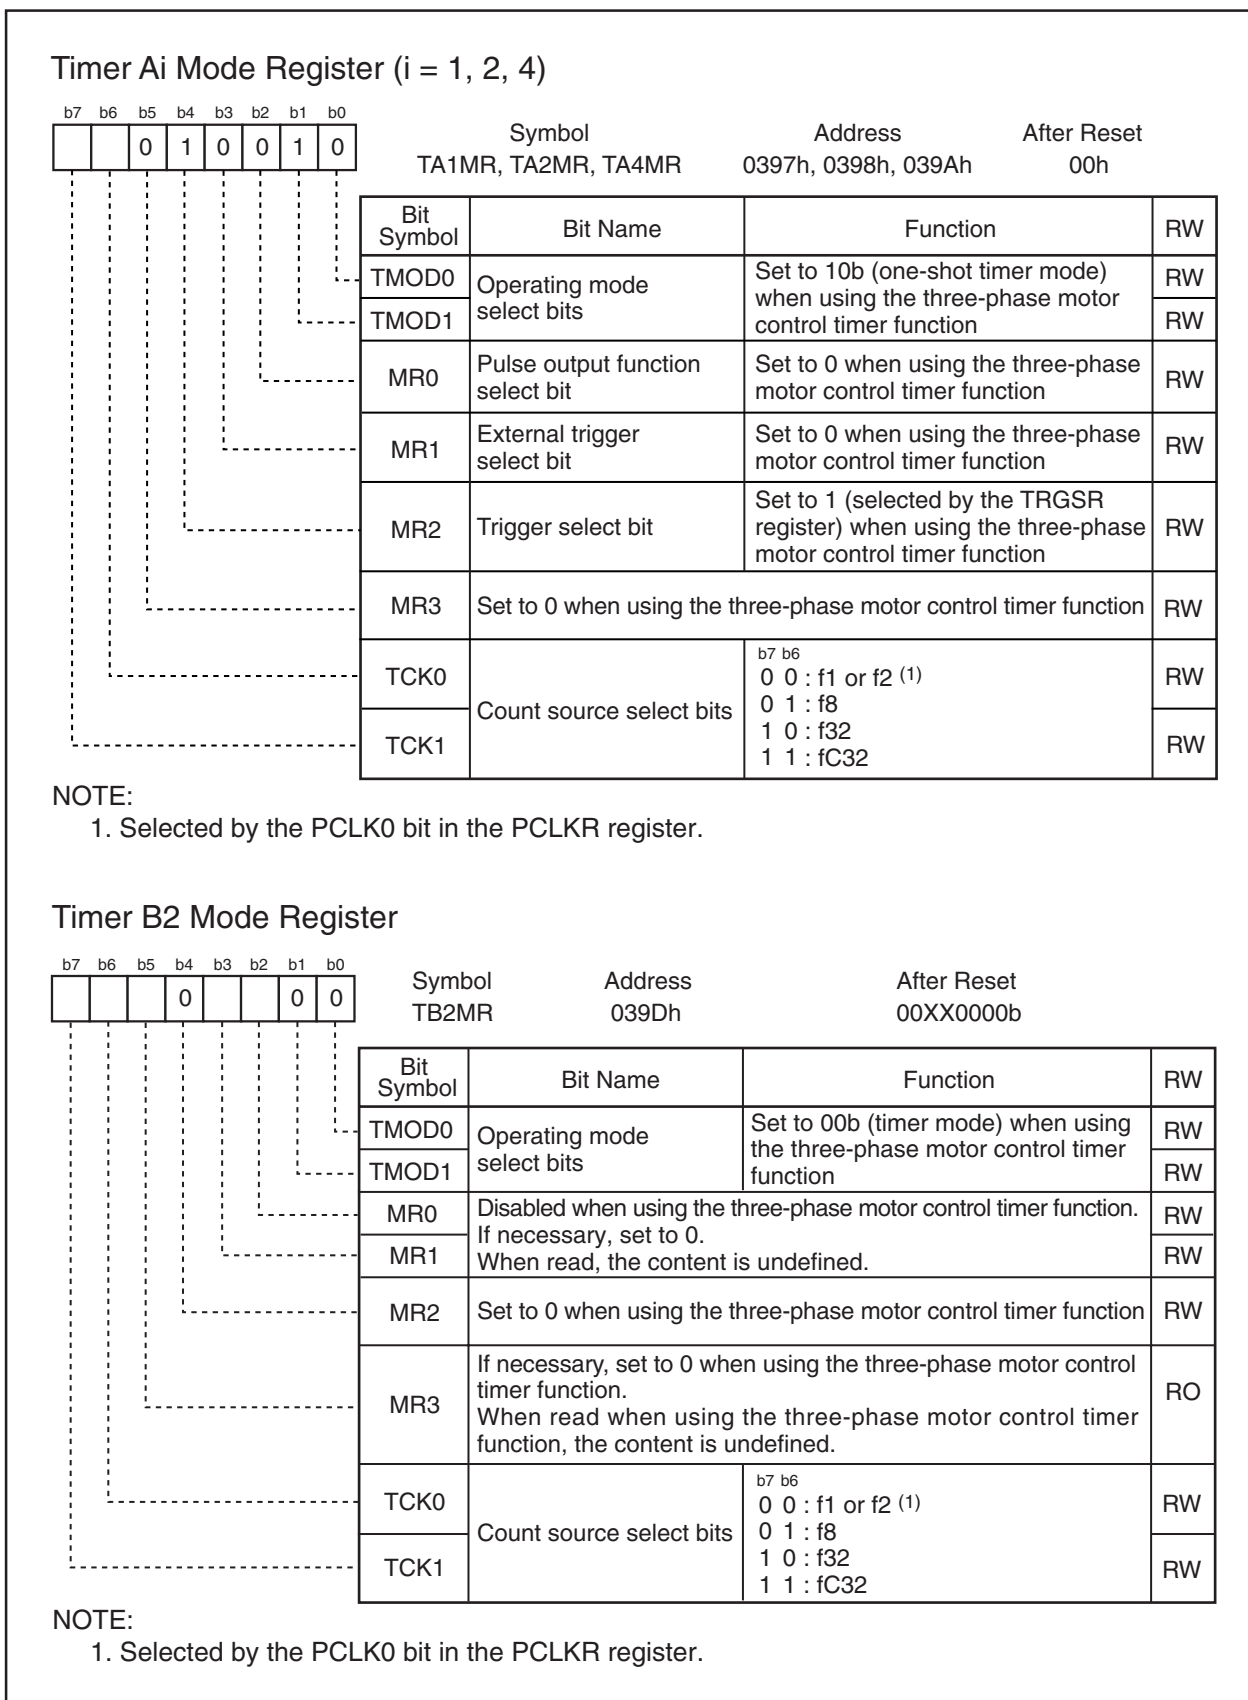 Timer Ai Mode Register (i = 1, 2, 4)
b7 b6 b5 b4 b3 b2 b1 b0
0 1 0 0 1 0
Symbol Address After Reset
TA1MR, TA2MR, TA4MR 0397h, 0398h, 039Ah 00h
Bit Symbol Bit Name Function RW
TMOD0 RW
TMOD1 RW
Operating mode
select bits
Set to 10b (one-shot timer mode)
when using the three-phase motor
control timer function
MR0 RW
Pulse output function
select bit
Set to 0 when using the three-phase
motor control timer function
MR1 RW
External trigger
select bit
Set to 0 when using the three-phase
motor control timer function
MR2 Trigger select bit RW
Set to 1 (selected by the TRGSR
register) when using the three-phase
motor control timer function
MR3 Set to 0 when using the three-phase motor control timer function RW
TCK0 RW
TCK1 RW
Count source select bits
b7 b6
0 0 : f1 or f2 (1)
0 1 : f8
1 0 : f32
1 1 : fC32
NOTE:
1. Selected by the PCLK0 bit in the PCLKR register.
Timer B2 Mode Register
b7 b6 b5 b4 b3 b2 b1 b0
0 0 0
Symbol Address After Reset
TB2MR 039Dh 00XX0000b
Bit Symbol Bit Name Function RW
TMOD0 RW
TMOD1 RW
Operating mode
select bits
Set to 00b (timer mode) when using
the three-phase motor control timer
function
MR0 RW
MR1 RW
Disabled when using the three-phase motor control timer function.
If necessary, set to 0.
When read, the content is undefined.
MR2 Set to 0 when using the three-phase motor control timer function RW
MR3 RO
If necessary, set to 0 when using the three-phase motor control
timer function.
When read when using the three-phase motor control timer
function, the content is undefined.
TCK0 RW
TCK1 RW
Count source select bits
b7 b6
0 0 : f1 or f2 (1)
0 1 : f8
1 0 : f32
1 1 : fC32
NOTE:
1. Selected by the PCLK0 bit in the PCLKR register.